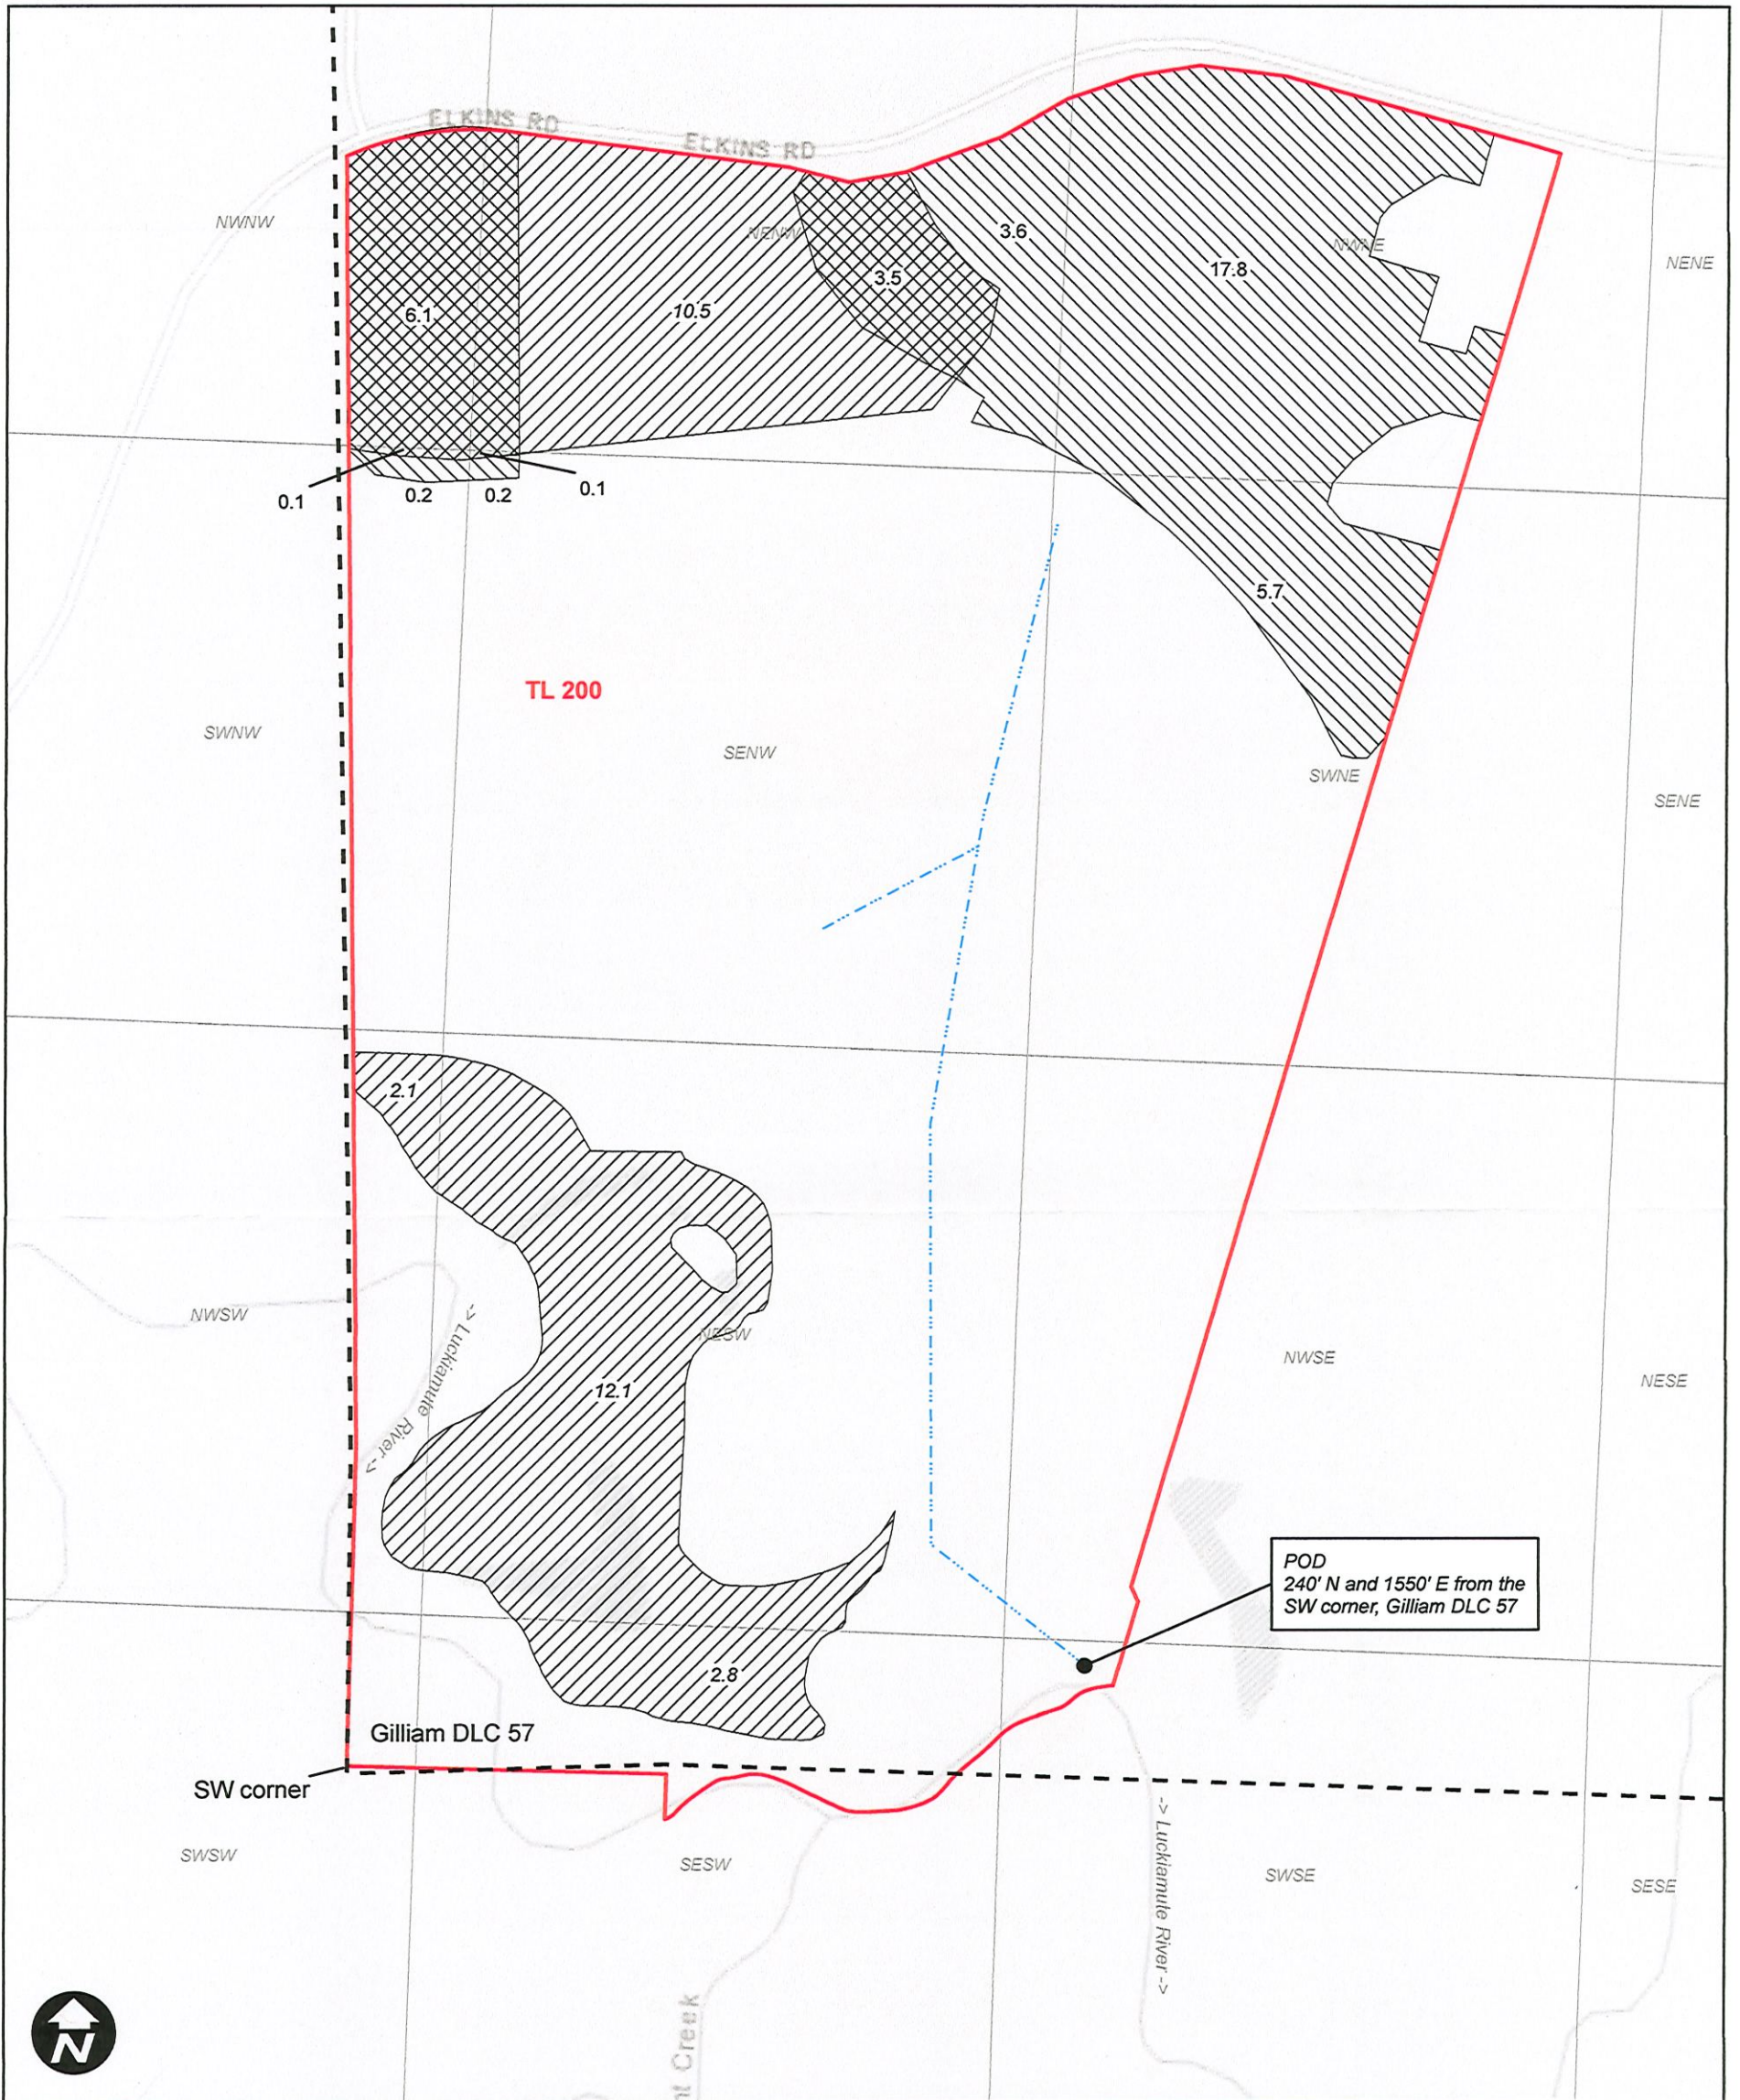 ELKINS RD
ELKINS RD
NWNW
NENW
3.6
NWNE
NENE
17.8
3.5
6.1
10.5
0.1
0.2
0.2
0.1
5.7
TL 200
SWNW
SENW
SWNE
SENE
2.1
NWSW
-> Luckiamute River ->
NESW
NWSE
NESE
12.1
POD
240' N and 1550' E from the
SW corner, Gilliam DLC 57
2.8
Gilliam DLC 57
SW corner
SWSW
SESW
-> Luckiamute River ->
SWSE
SESE
Creek
N